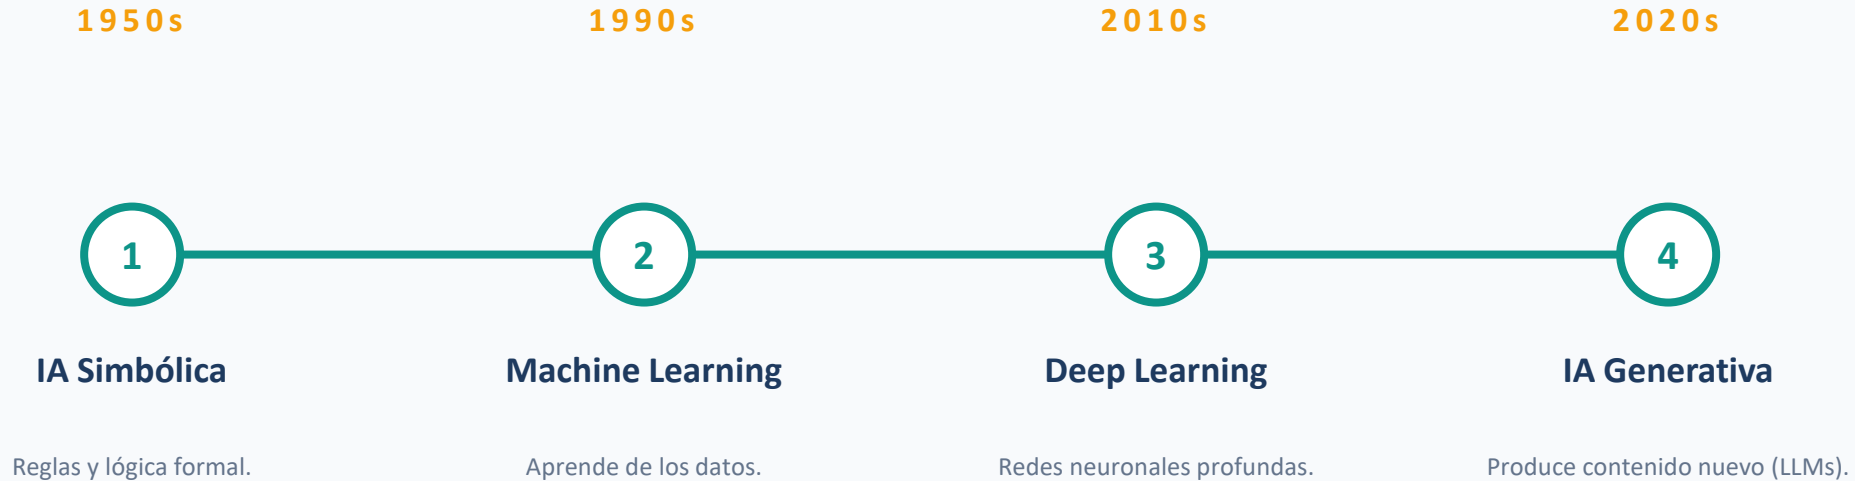 1950s
1990s
2010s
2020s
1
2
3
4
IA Simbólica
Machine Learning
Deep Learning
IA Generativa
Reglas y lógica formal.
Aprende de los datos.
Redes neuronales profundas.
Produce contenido nuevo (LLMs).